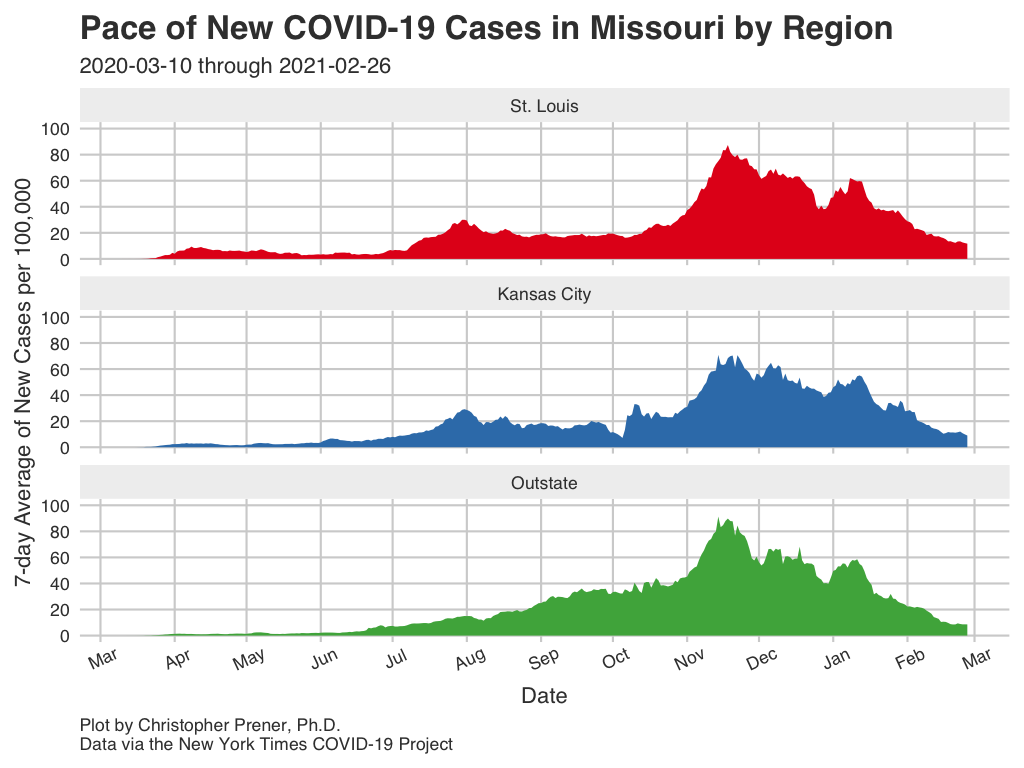 Pace of New COVID-19 Cases in Missouri by Region
2020-03-10 through 2021-02-26
7-day Average of New Cases per 100,000
St. Louis
100
80
60
40
20
0
Kansas City
100
80
60
40
20
0
Outstate
100
80
60
40
20
0
Mar Apr May Jun Jul Aug Sep Oct Nov Dec Jan Feb Mar
Date
Plot by Christopher Prener, Ph.D.
Data via the New York Times COVID-19 Project